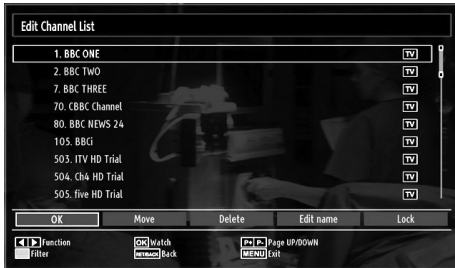 Edit Channel List
1. BBC ONE TV
2. BBC TWO TV
7. BBC THREE TV
70. CBBC Channel TV
80. BBC NEWS 24 TV
105. BBCi TV
503. ITV HD Trial TV
504. Ch4 HD Trial TV
505. five HD Trial TV
OK Move Delete Edit name Lock
Function OK Watch P+ P- Page UP/DOWN
Filter RET/BACK Back MENU Exit